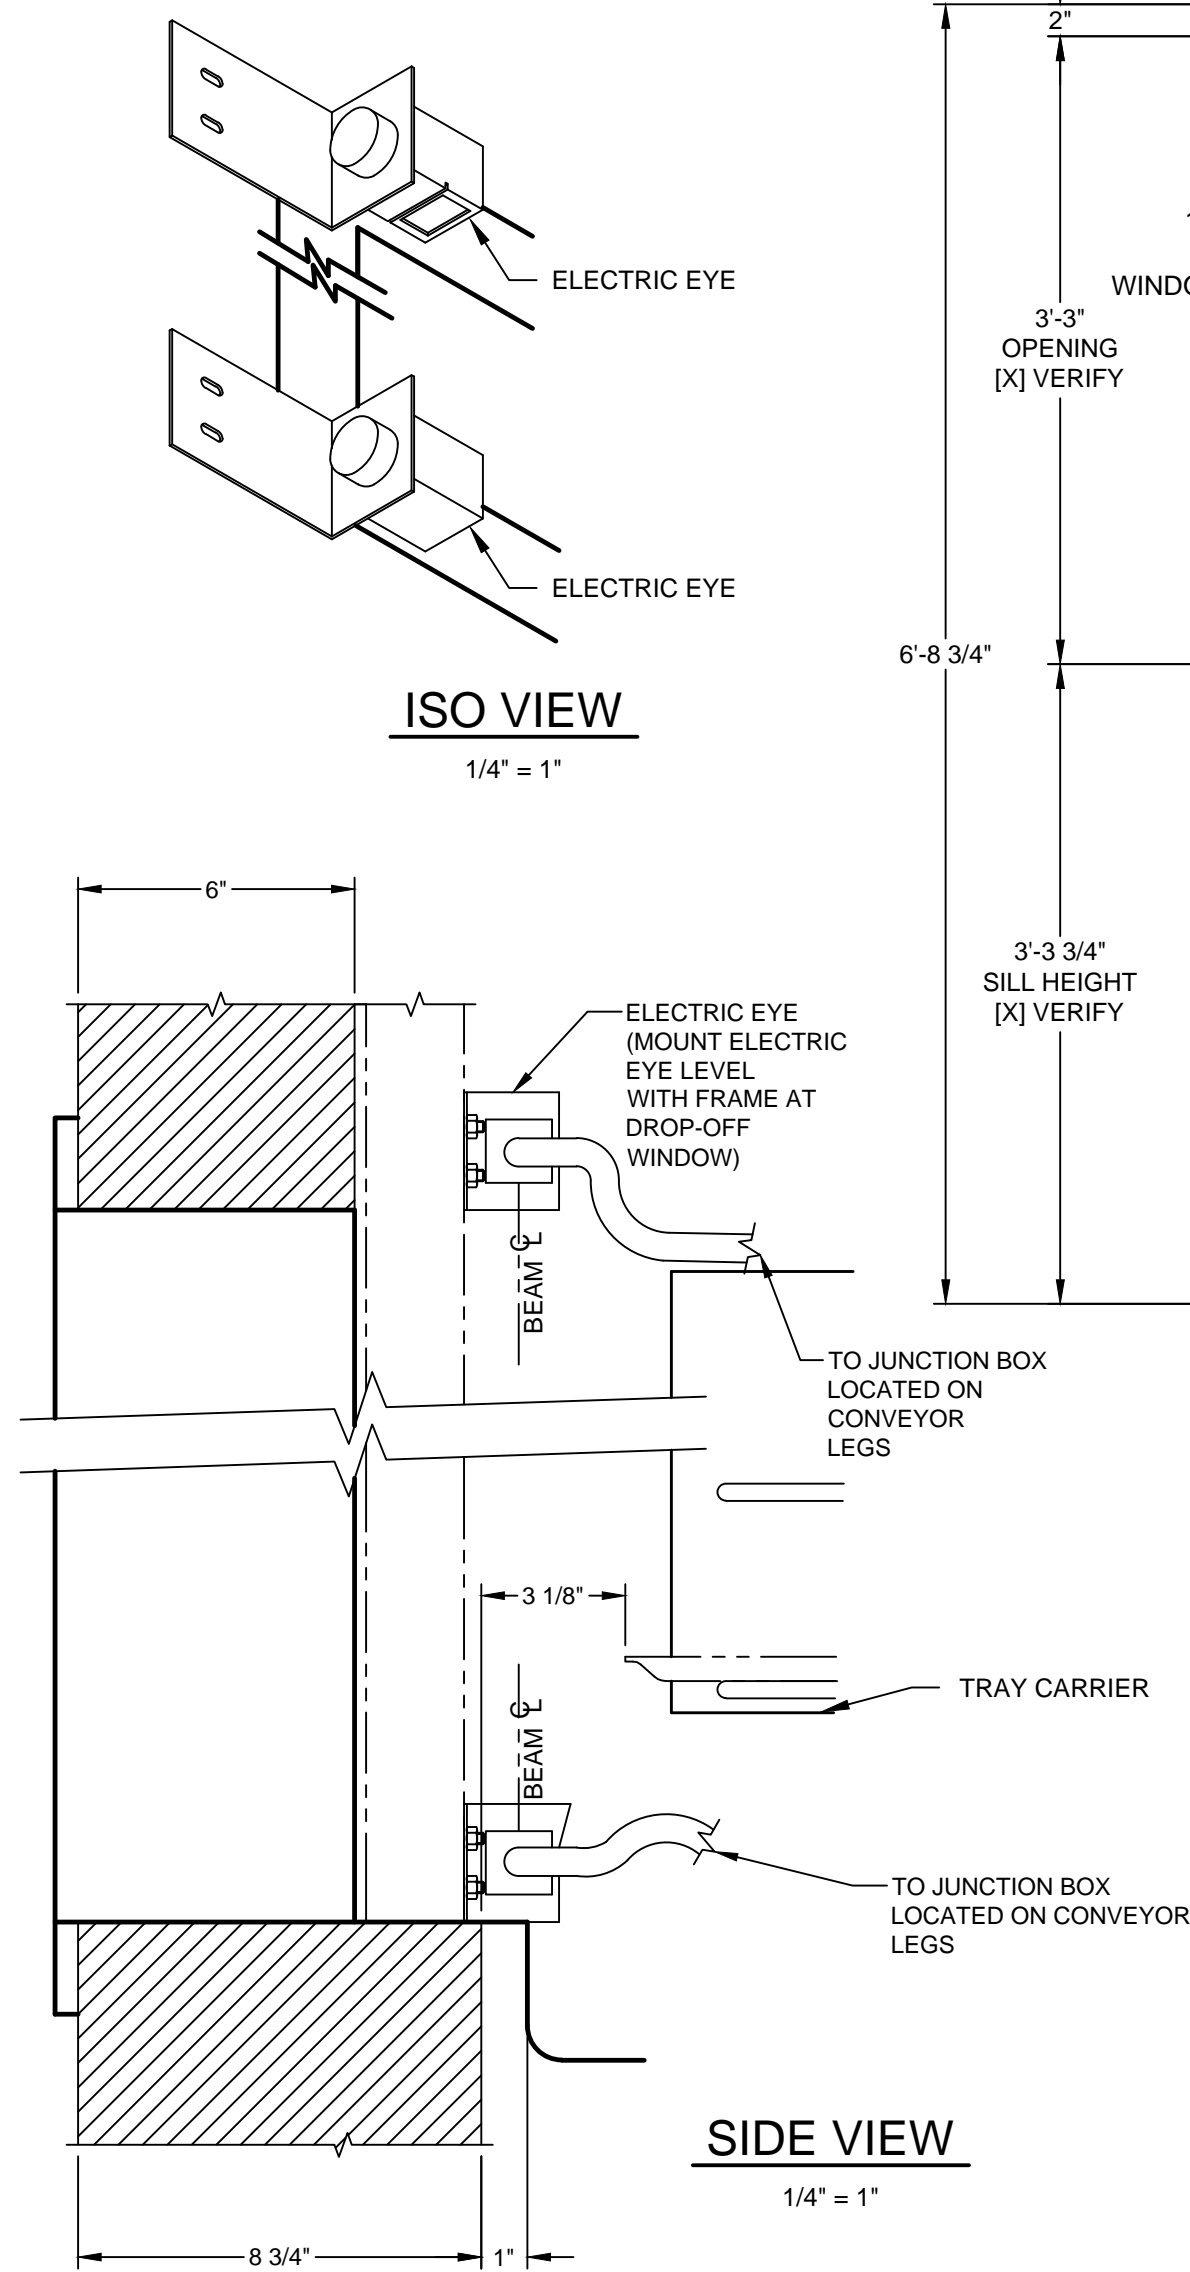 2"
ELECTRIC EYE
3'-3"
OPENING
[X] VERIFY
ELECTRIC EYE
6'-8 3/4"
ISO VIEW
1/4" = 1"
3'-3 3/4"
SILL HEIGHT
[X] VERIFY
6"
ELECTRIC EYE
(MOUNT ELECTRIC
EYE LEVEL
WITH FRAME AT
DROP-OFF
WINDOW)
BEAM ℄
TO JUNCTION BOX
LOCATED ON
CONVEYOR
LEGS
3 1/8"
TRAY CARRIER
BEAM ℄
TO JUNCTION BOX
LOCATED ON CONVEYOR
LEGS
SIDE VIEW
1/4" = 1"
8 3/4"
1"